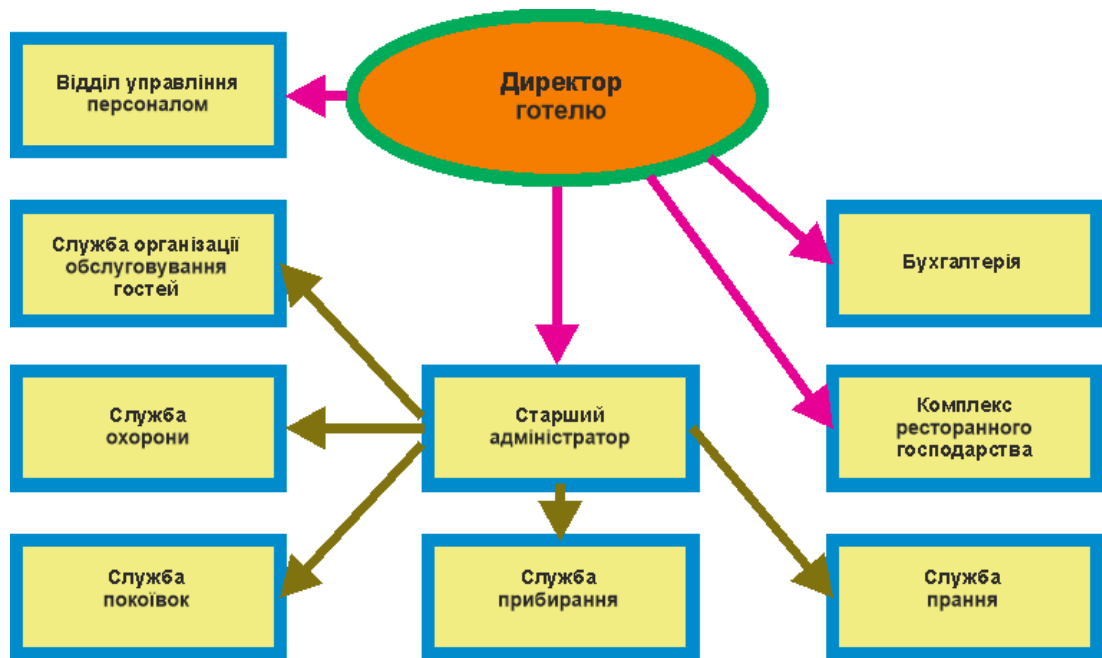 Відділ управління
персоналом
Директор
готелю
Служба організації
обслуговування
гостей
Бухгалтерія
Служба
охорони
Старший
адміністратор
Комплекс
ресторанного
господарства
Служба
покоївок
Служба
прибирання
Служба
прання